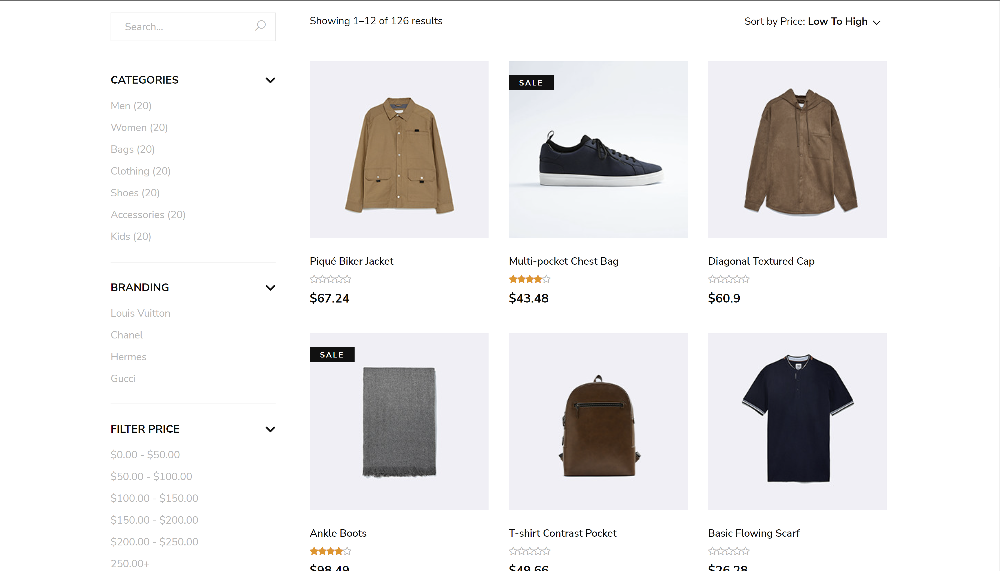 Search...
CATEGORIES
Men (20)
Women (20)
Bags (20)
Clothing (20)
Shoes (20)
Accessories (20)
Kids (20)
BRANDING
Louis Vuitton
Chanel
Hermes
Gucci
FILTER PRICE
$0.00 - $50.00
$50.00 - $100.00
$100.00 - $150.00
$150.00 - $200.00
$200.00 - $250.00
250.00+
Showing 1–12 of 126 results
Sort by Price: Low To High
Piqué Biker Jacket
$67.24
SALE
Multi-pocket Chest Bag
$43.48
Diagonal Textured Cap
$60.9
SALE
Ankle Boots
$98.49
T-shirt Contrast Pocket
$49.66
Basic Flowing Scarf
$26.28